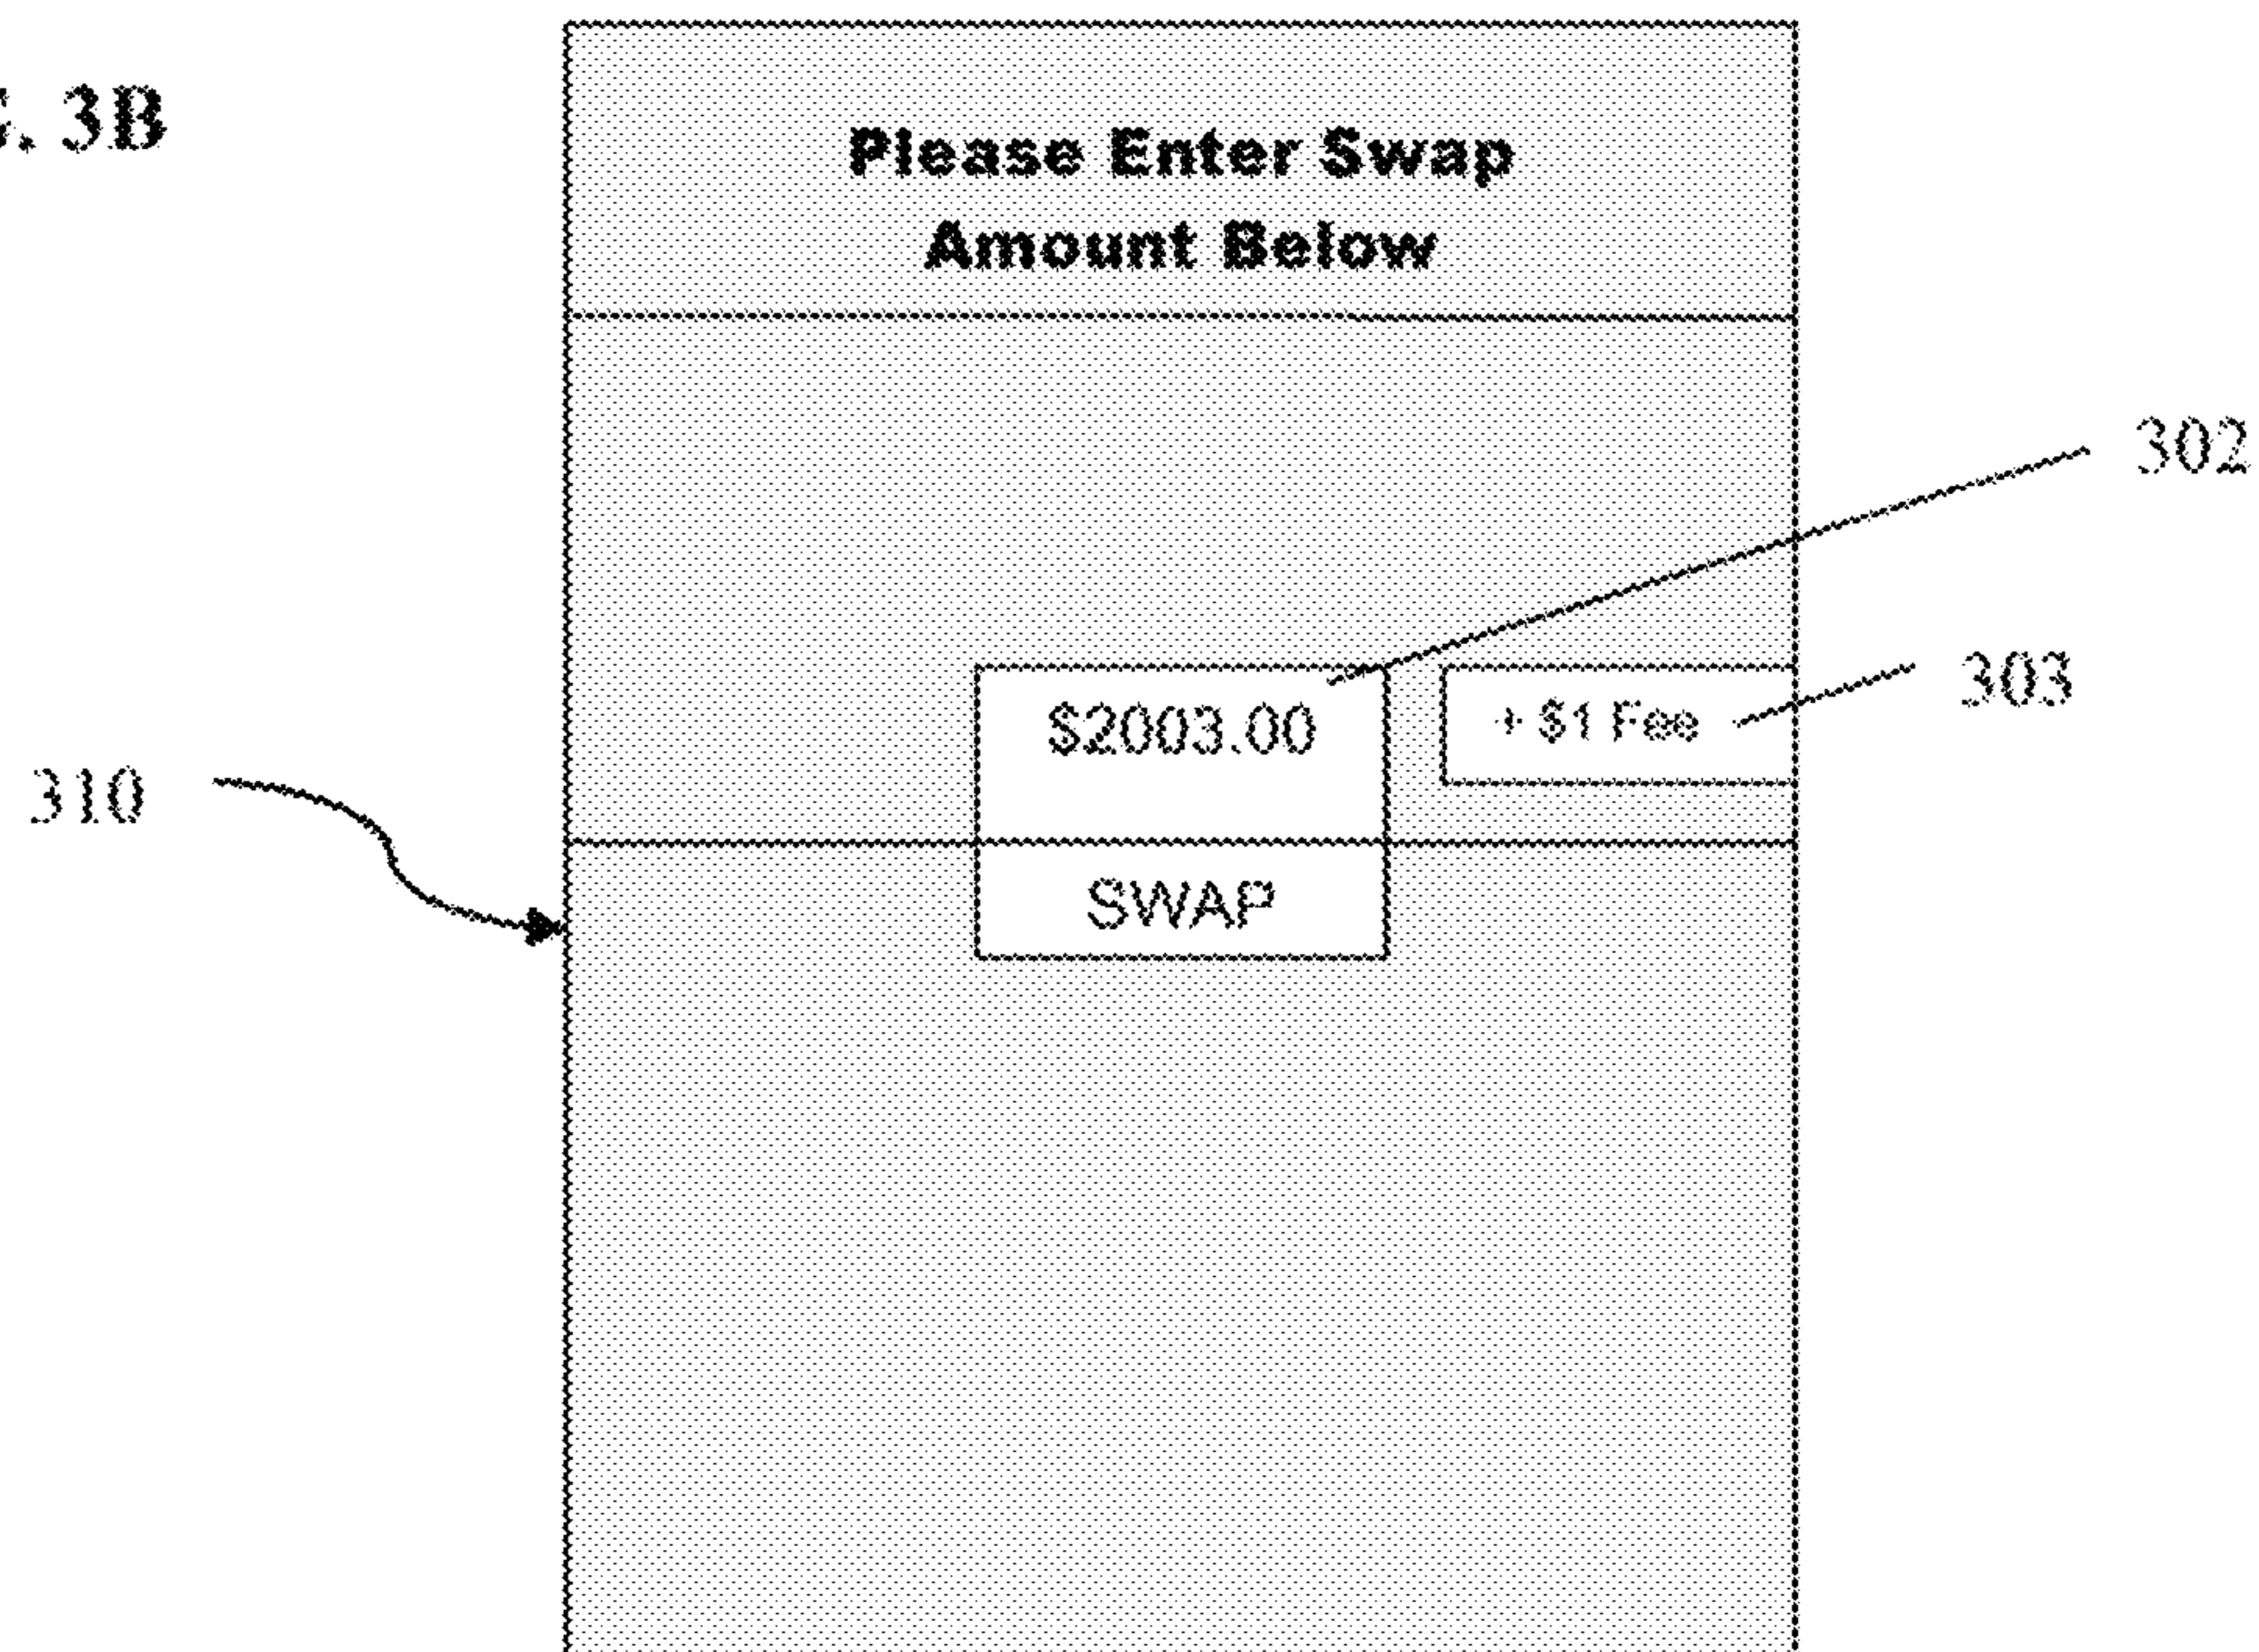 3B
Please Enter Swap
Amount Below
302
$2003.00
+ $1 Fee
303
310
SWAP